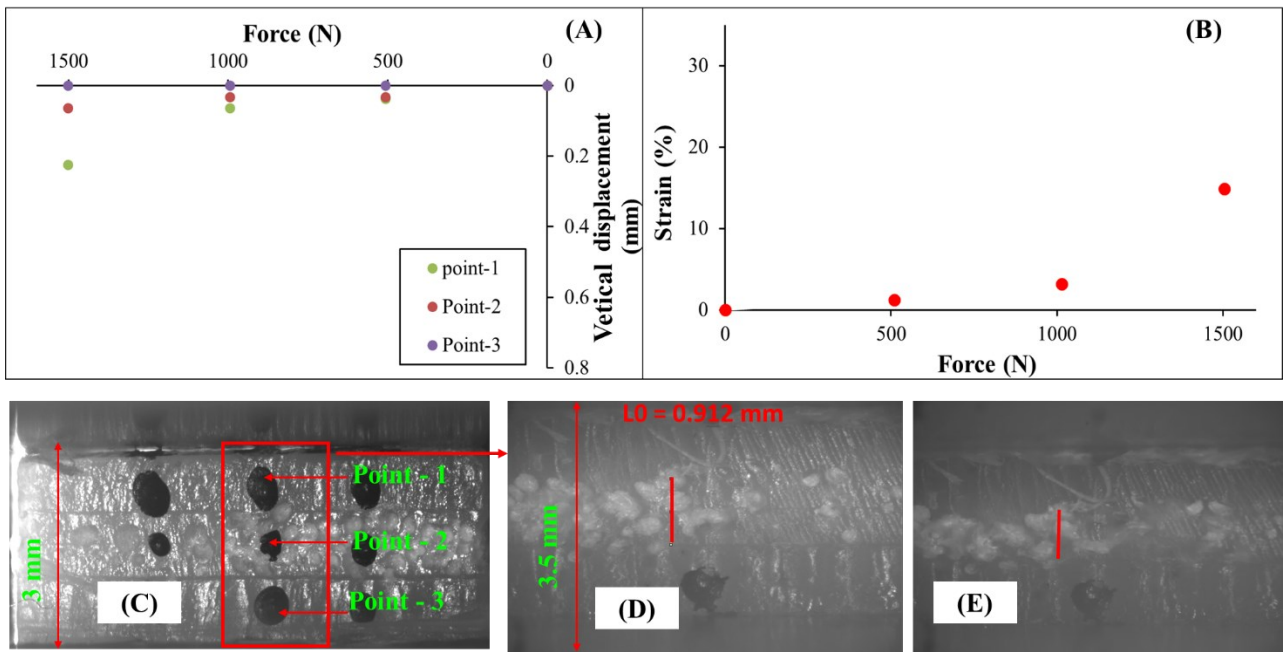 Force (N)
(A)
1500
1000
500
0
0
0.2
0.4
0.6
0.8
Vetical displacement
(mm)
point-1
Point-2
Point-3
(B)
30
20
10
0
Strain (%)
0
500
1000
1500
Force (N)
3 mm
Point - 1
Point - 2
Point - 3
(C)
L0 = 0.912 mm
3.5 mm
(D)
(E)